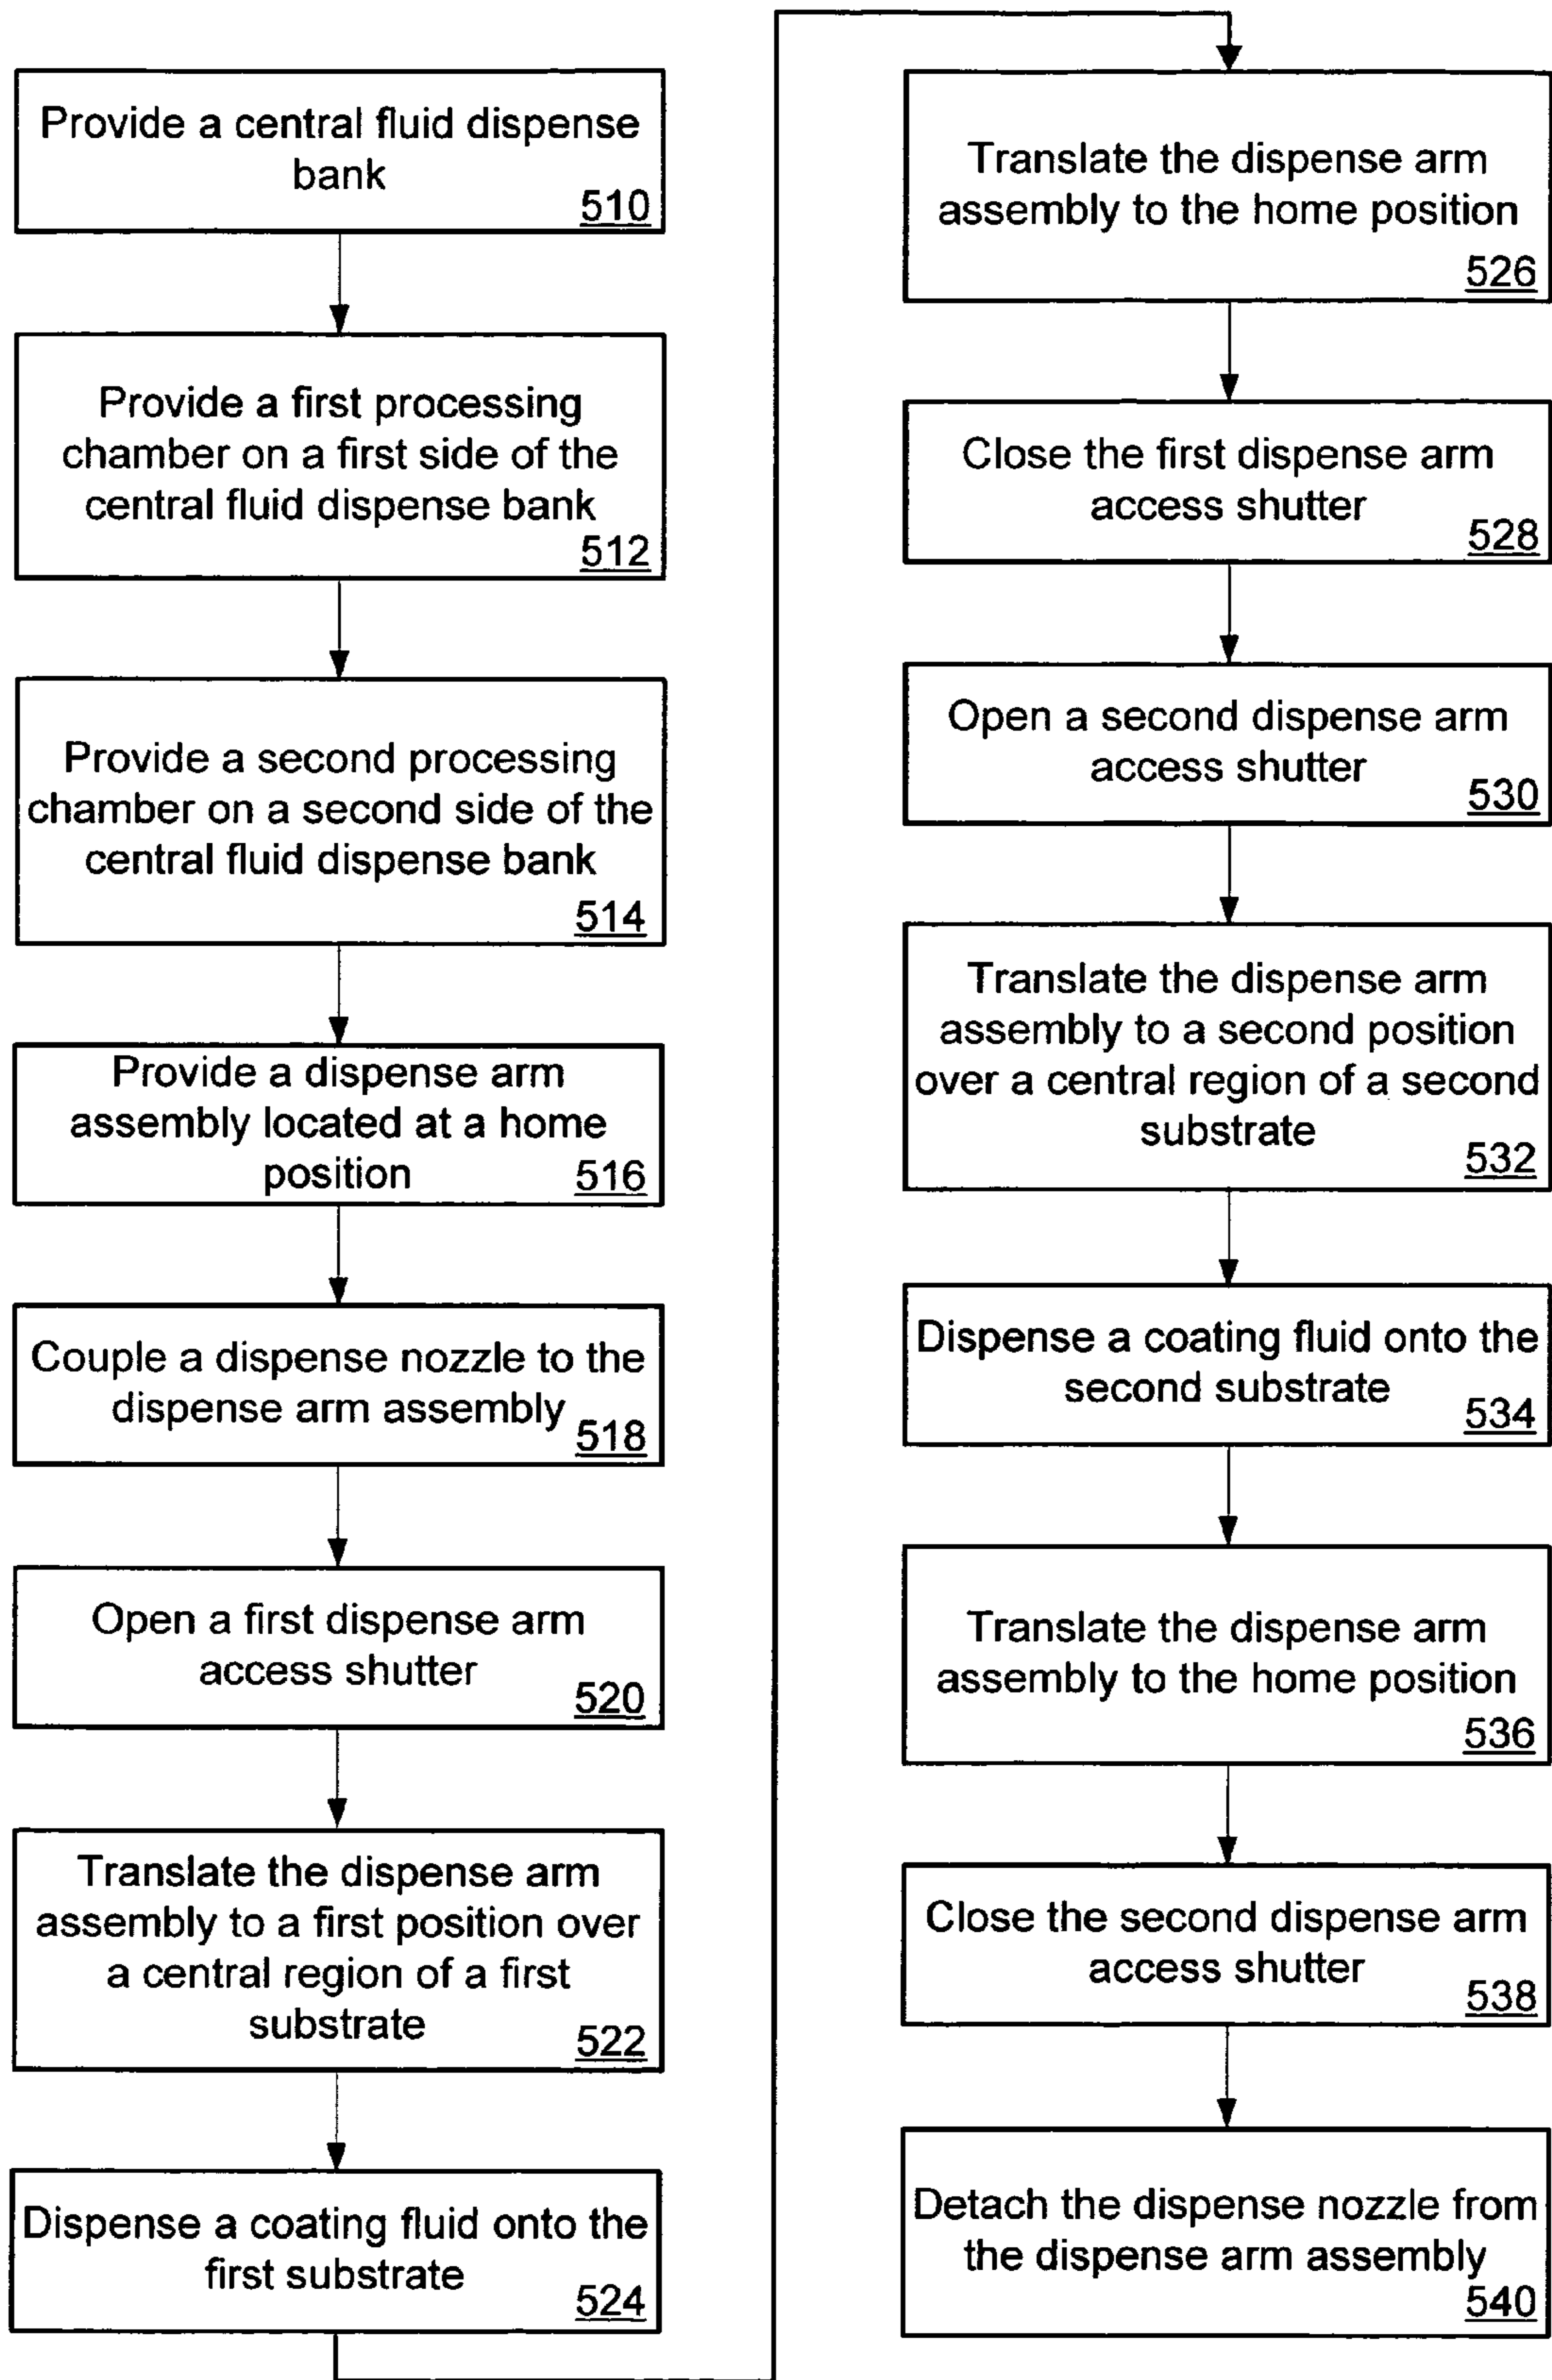 Provide a central fluid dispense
bank
510
Provide a first processing
chamber on a first side of the
central fluid dispense bank
512
Provide a second processing
chamber on a second side of the
central fluid dispense bank
514
Provide a dispense arm
assembly located at a home
position
516
Couple a dispense nozzle to the
dispense arm assembly
518
Open a first dispense arm
access shutter
520
Translate the dispense arm
assembly to a first position over
a central region of a first
substrate
522
Dispense a coating fluid onto the
first substrate
524
Translate the dispense arm
assembly to the home position
526
Close the first dispense arm
access shutter
528
Open a second dispense arm
access shutter
530
Translate the dispense arm
assembly to a second position
over a central region of a second
substrate
532
Dispense a coating fluid onto the
second substrate
534
Translate the dispense arm
assembly to the home position
536
Close the second dispense arm
access shutter
538
Detach the dispense nozzle from
the dispense arm assembly
540